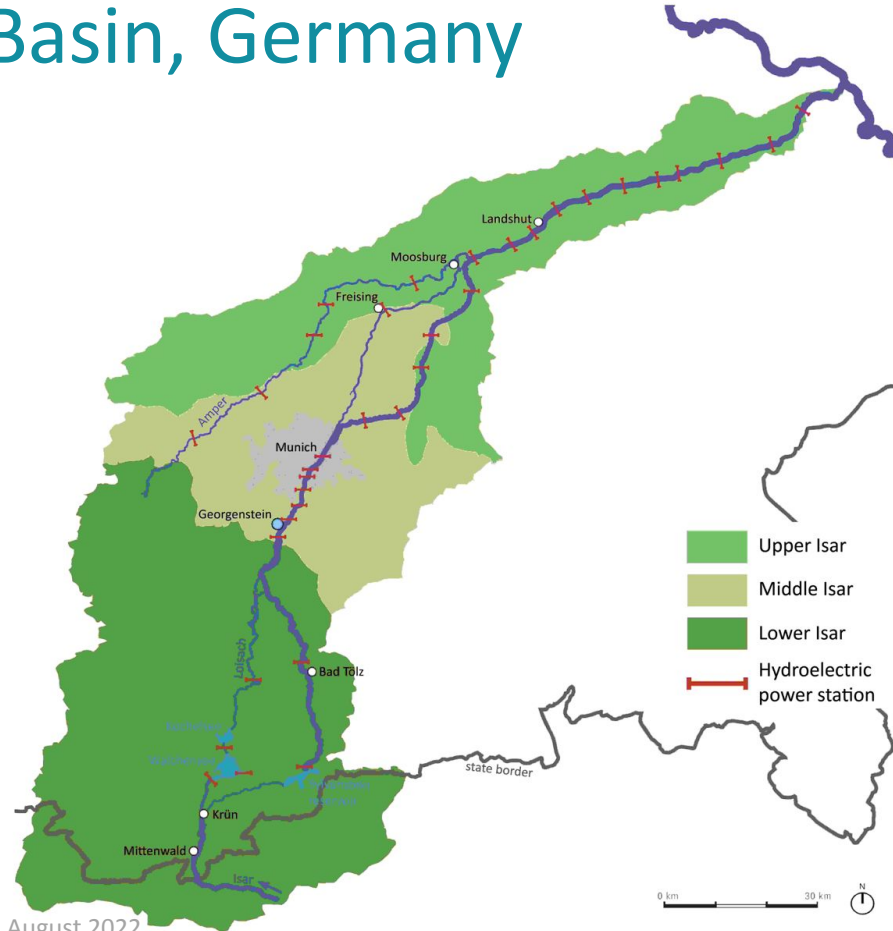 Basin, Germany
Landshut
Moosburg
Freising
Amper
Munich
Georgenstein
Upper Isar
Middle Isar
Lower Isar
Hydroelectric
power station
Loisach
Bad Tölz
state border
Krün
Mittenwald
Isar
0 km
30 km
N
August 2022